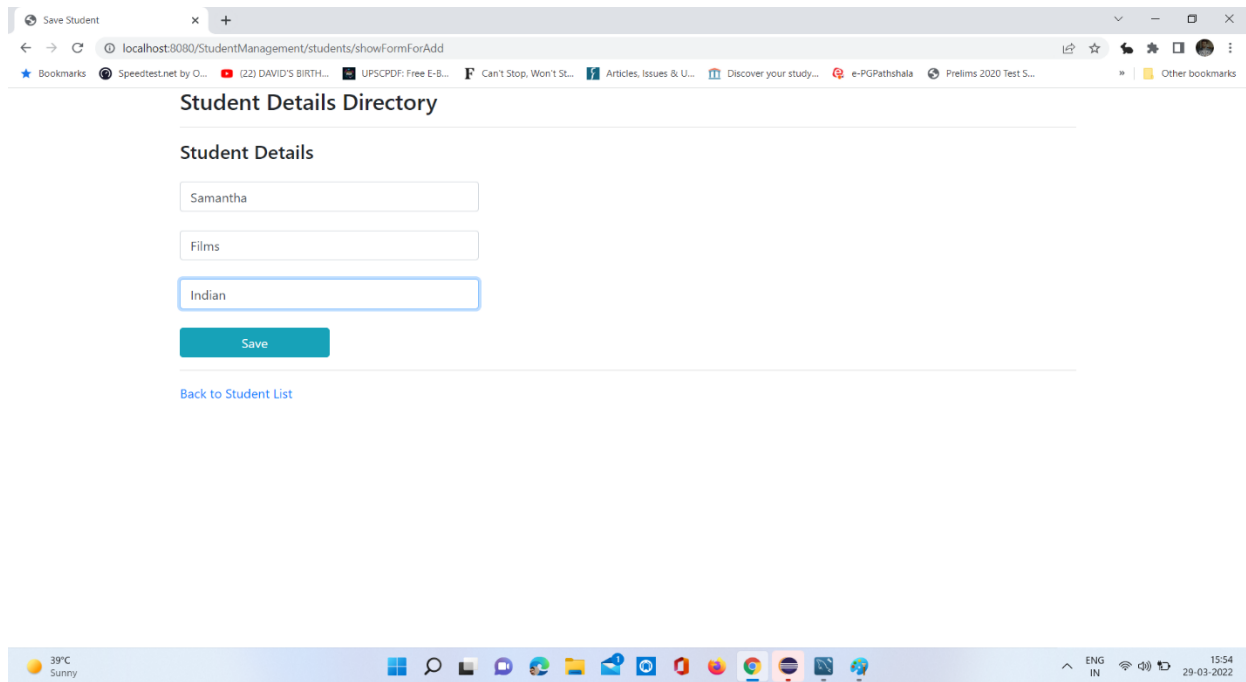 Save Student
localhost:8080/StudentManagement/students/showFormForAdd
Bookmarks Speedtest.net by O... (22) DAVID'S BIRTH... UPSCPDF: Free E-B... F Can't Stop, Won't St... Articles, Issues & U... Discover your study... e-PGPathshala Prelims 2020 Test S... » Other bookmarks
Student Details Directory
Student Details
Samantha
Films
Indian
Save
Back to Student List
39°C
Sunny
1
ENG
IN
15:54
29-03-2022